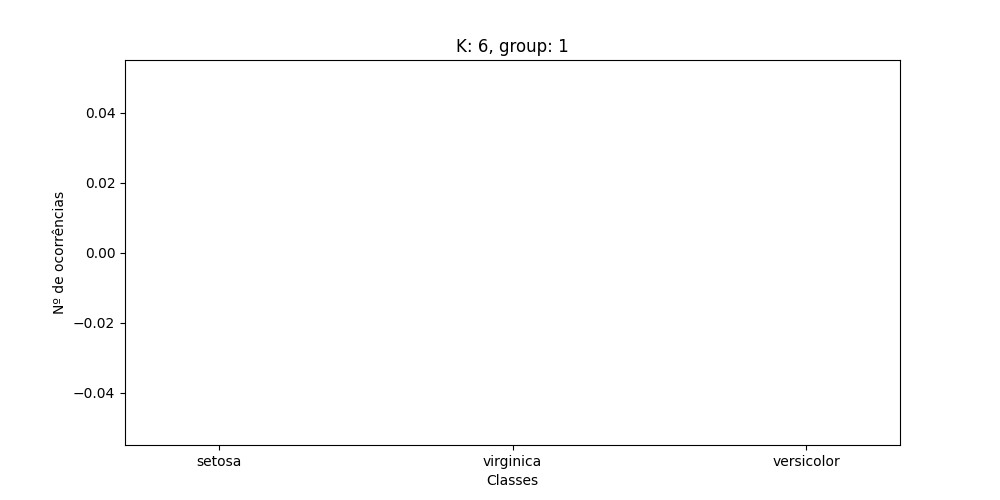 K: 6, group: 1
0.04
0.02
0.00
−0.02
−0.04
Nº de ocorrências
setosa virginica versicolor
Classes